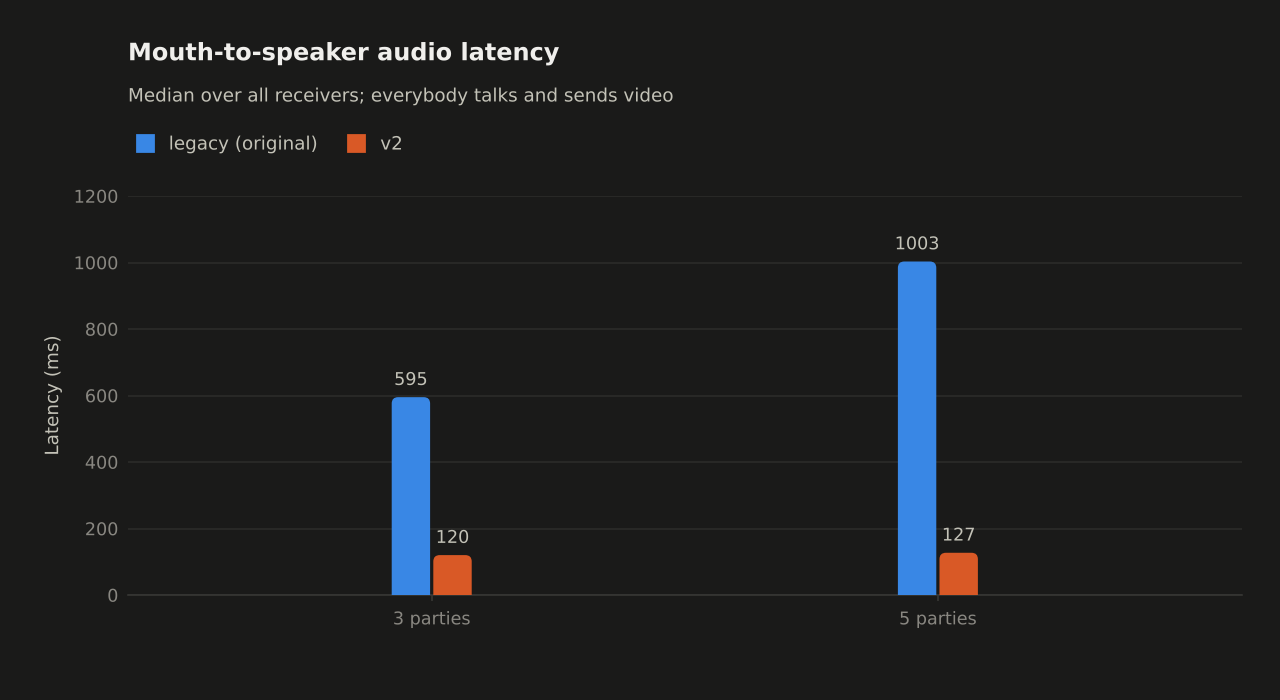 Mouth-to-speaker audio latency
Median over all receivers; everybody talks and sends video
legacy (original) v2
1200
1000
800
600
400
200
0
Latency (ms)
595
120
1003
127
3 parties
5 parties